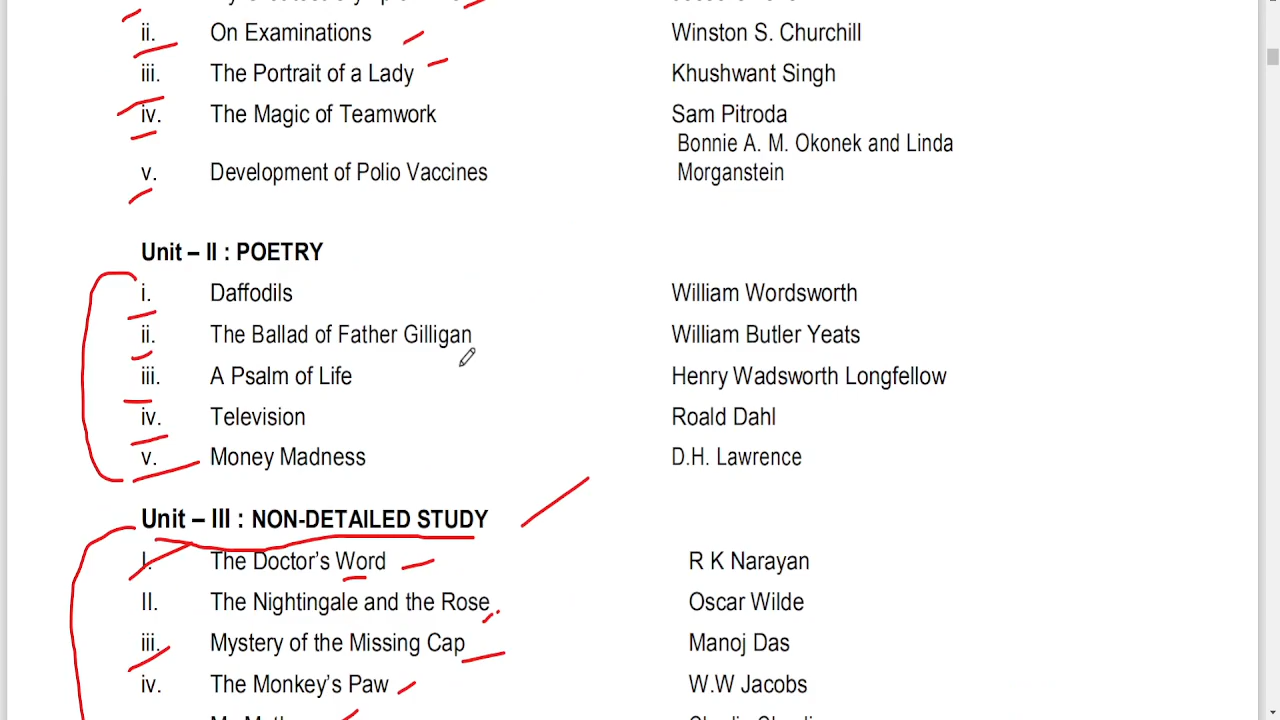 ii. On Examinations Winston S. Churchill
iii. The Portrait of a Lady Khushwant Singh
iv. The Magic of Teamwork Sam Pitroda
Bonnie A. M. Okonek and Linda
v. Development of Polio Vaccines Morganstein
Unit – II : POETRY
i. Daffodils William Wordsworth
ii. The Ballad of Father Gilligan William Butler Yeats
iii. A Psalm of Life Henry Wadsworth Longfellow
iv. Television Roald Dahl
v. Money Madness D.H. Lawrence
Unit – III : NON-DETAILED STUDY
I. The Doctor’s Word R K Narayan
II. The Nightingale and the Rose Oscar Wilde
iii. Mystery of the Missing Cap Manoj Das
iv. The Monkey’s Paw W.W Jacobs